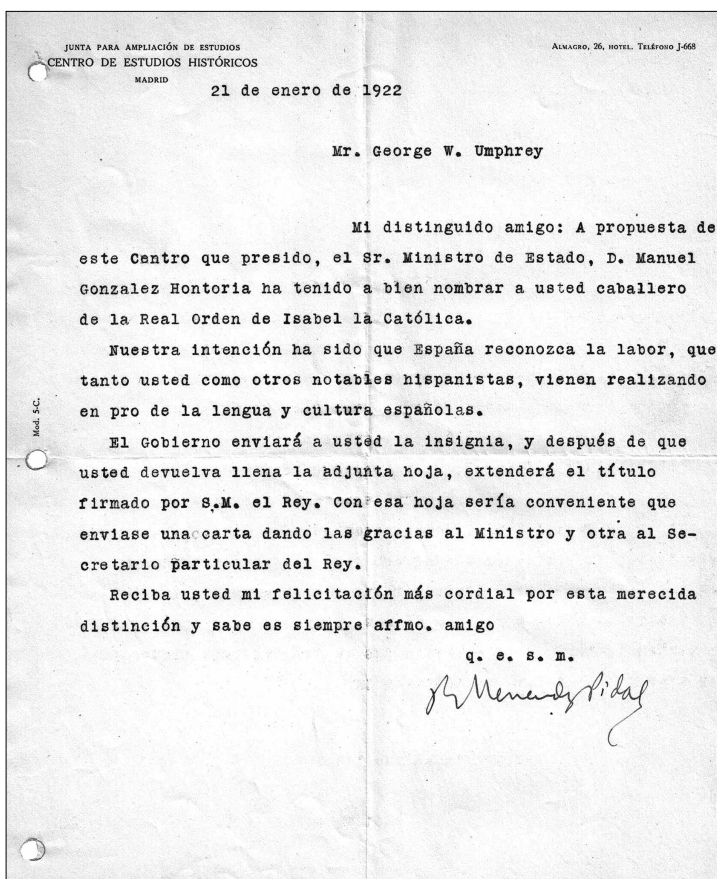 JUNTA PARA AMPLIACIÓN DE ESTUDIOS
CENTRO DE ESTUDIOS HISTÓRICOS
MADRID
Almagro, 26, hotel. Teléfono J-668
21 de enero de 1922
Mr. George W. Umphrey
Mi distinguido amigo: A propuesta de
este Centro que presido, el Sr. Ministro de Estado, D. Manuel
Gonzalez Hontoria ha tenido a bien nombrar a usted caballero
de la Real Orden de Isabel la Católica.
Nuestra intención ha sido que España reconozca la labor, que
tanto usted como otros notables hispanistas, vienen realizando
en pro de la lengua y cultura españolas.
El Gobierno enviará a usted la insignia, y después de que
usted devuelva llena la adjunta hoja, extenderá el título
firmado por S.M. el Rey. Con esa hoja sería conveniente que
enviase una carta dando las gracias al Ministro y otra al Se-
cretario particular del Rey.
Reciba usted mi felicitación más cordial por esta merecida
distinción y sabe es siempre affmo. amigo
q. e. s. m.
R Menendez Pidal
Mod. 5-C.